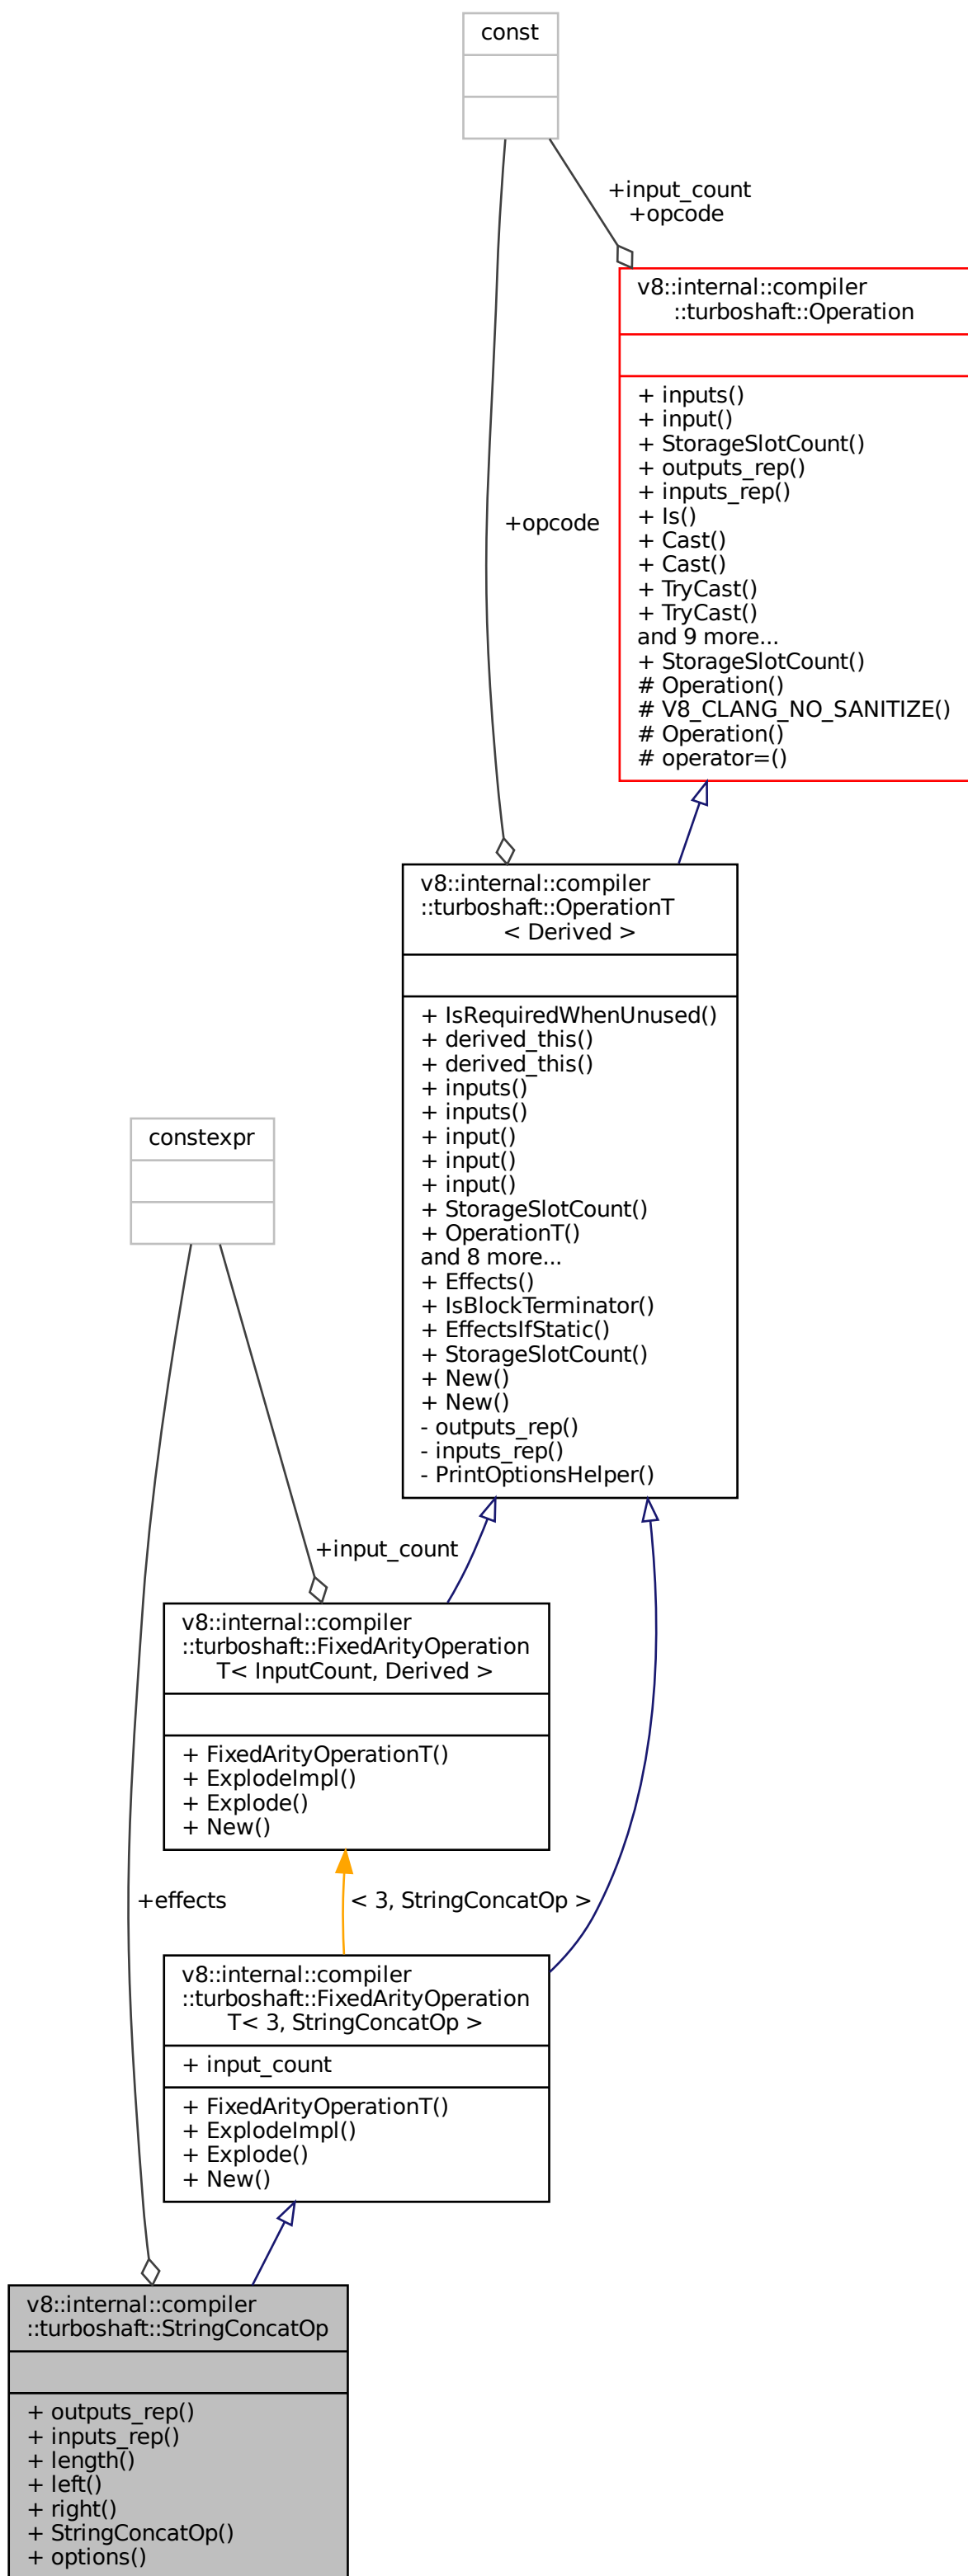 const
+input_count
+opcode
v8::internal::compiler
::turboshaft::Operation
+ inputs()
+ input()
+ StorageSlotCount()
+ outputs_rep()
+ inputs_rep()
+ Is()
+ Cast()
+ Cast()
+ TryCast()
+ TryCast()
and 9 more...
+ StorageSlotCount()
# Operation()
# V8_CLANG_NO_SANITIZE()
# Operation()
# operator=()
+opcode
v8::internal::compiler
::turboshaft::OperationT
< Derived >
+ IsRequiredWhenUnused()
+ derived_this()
+ derived_this()
+ inputs()
+ inputs()
+ input()
+ input()
+ input()
+ StorageSlotCount()
+ OperationT()
and 8 more...
+ Effects()
+ IsBlockTerminator()
+ EffectsIfStatic()
+ StorageSlotCount()
+ New()
+ New()
- outputs_rep()
- inputs_rep()
- PrintOptionsHelper()
constexpr
+input_count
v8::internal::compiler
::turboshaft::FixedArityOperation
T< InputCount, Derived >
+ FixedArityOperationT()
+ ExplodeImpl()
+ Explode()
+ New()
+effects
< 3, StringConcatOp >
v8::internal::compiler
::turboshaft::FixedArityOperation
T< 3, StringConcatOp >
+ input_count
+ FixedArityOperationT()
+ ExplodeImpl()
+ Explode()
+ New()
v8::internal::compiler
::turboshaft::StringConcatOp
+ outputs_rep()
+ inputs_rep()
+ length()
+ left()
+ right()
+ StringConcatOp()
+ options()